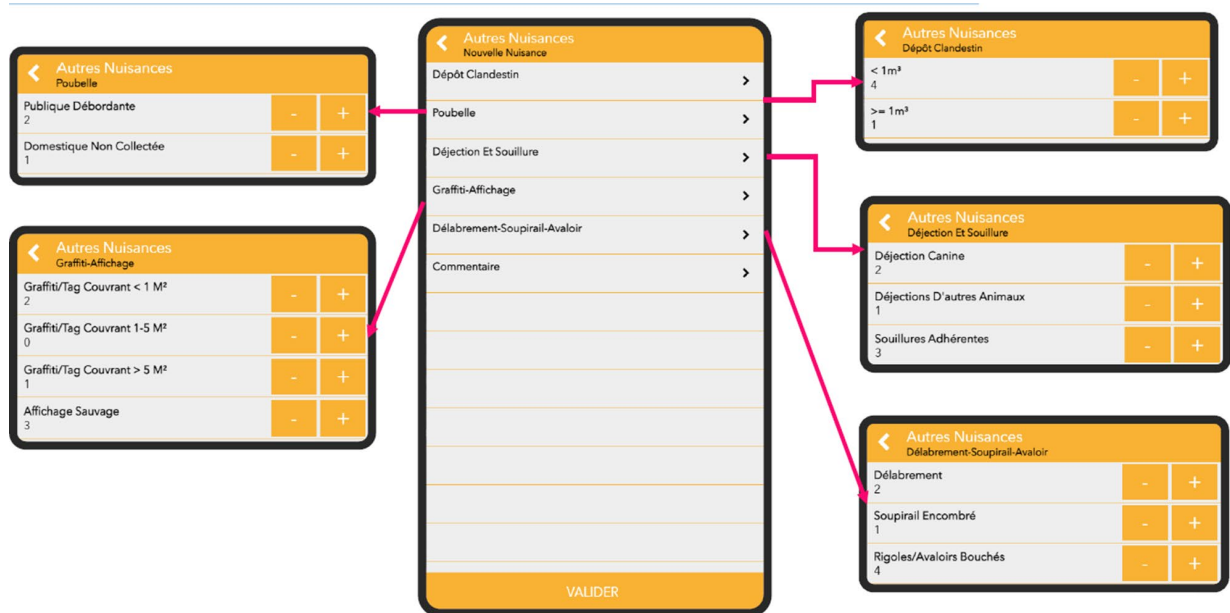 Autres Nuisances
Poubelle
Publique Débordante
2
- +
Domestique Non Collectée
1
- +
Autres Nuisances
Graffiti-Affichage
Graffiti/Tag Couvrant < 1 M²
2
- +
Graffiti/Tag Couvrant 1-5 M²
0
- +
Graffiti/Tag Couvrant > 5 M²
1
- +
Affichage Sauvage
3
- +
Autres Nuisances
Nouvelle Nuisance
Dépôt Clandestin
Poubelle
Déjection Et Souillure
Graffiti-Affichage
Délabrement-Soupirail-Avaloir
Commentaire
VALIDER
Autres Nuisances
Dépôt Clandestin
< 1m³
4
- +
>= 1m³
1
- +
Autres Nuisances
Déjection Et Souillure
Déjection Canine
2
- +
Déjections D'autres Animaux
1
- +
Souillures Adhérentes
3
- +
Autres Nuisances
Délabrement-Soupirail-Avaloir
Délabrement
2
- +
Soupirail Encombré
1
- +
Rigoles/Avaloirs Bouchés
4
- +